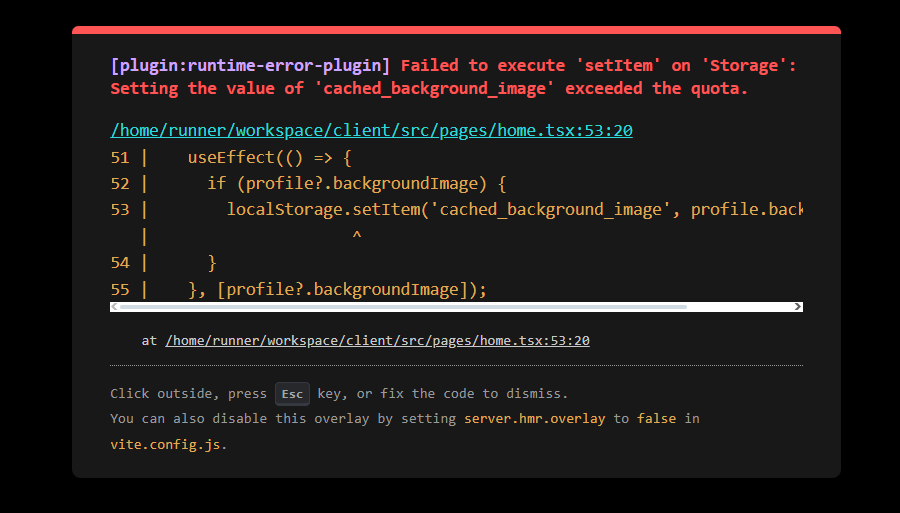 [plugin:runtime-error-plugin] Failed to execute 'setItem' on 'Storage':
Setting the value of 'cached_background_image' exceeded the quota.
/home/runner/workspace/client/src/pages/home.tsx:53:20
51 |    useEffect(() => {
52 |      if (profile?.backgroundImage) {
53 |        localStorage.setItem('cached_background_image', profile.back
   |                     ^
54 |      }
55 |    }, [profile?.backgroundImage]);
at /home/runner/workspace/client/src/pages/home.tsx:53:20
Click outside, press Esc key, or fix the code to dismiss.
You can also disable this overlay by setting server.hmr.overlay to false in
vite.config.js.